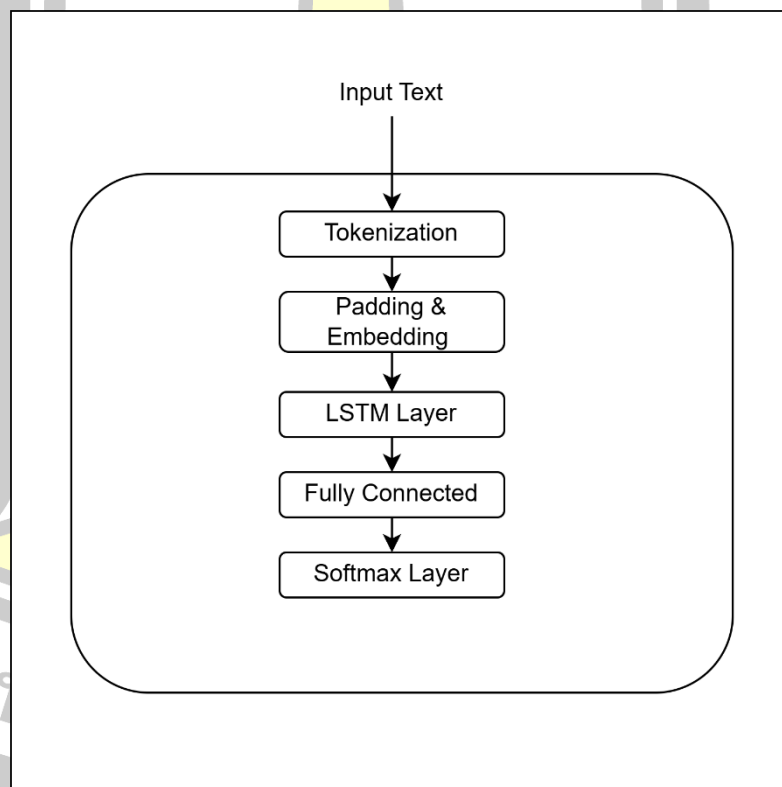 Input Text
Tokenization
Padding &
Embedding
LSTM Layer
Fully Connected
Softmax Layer